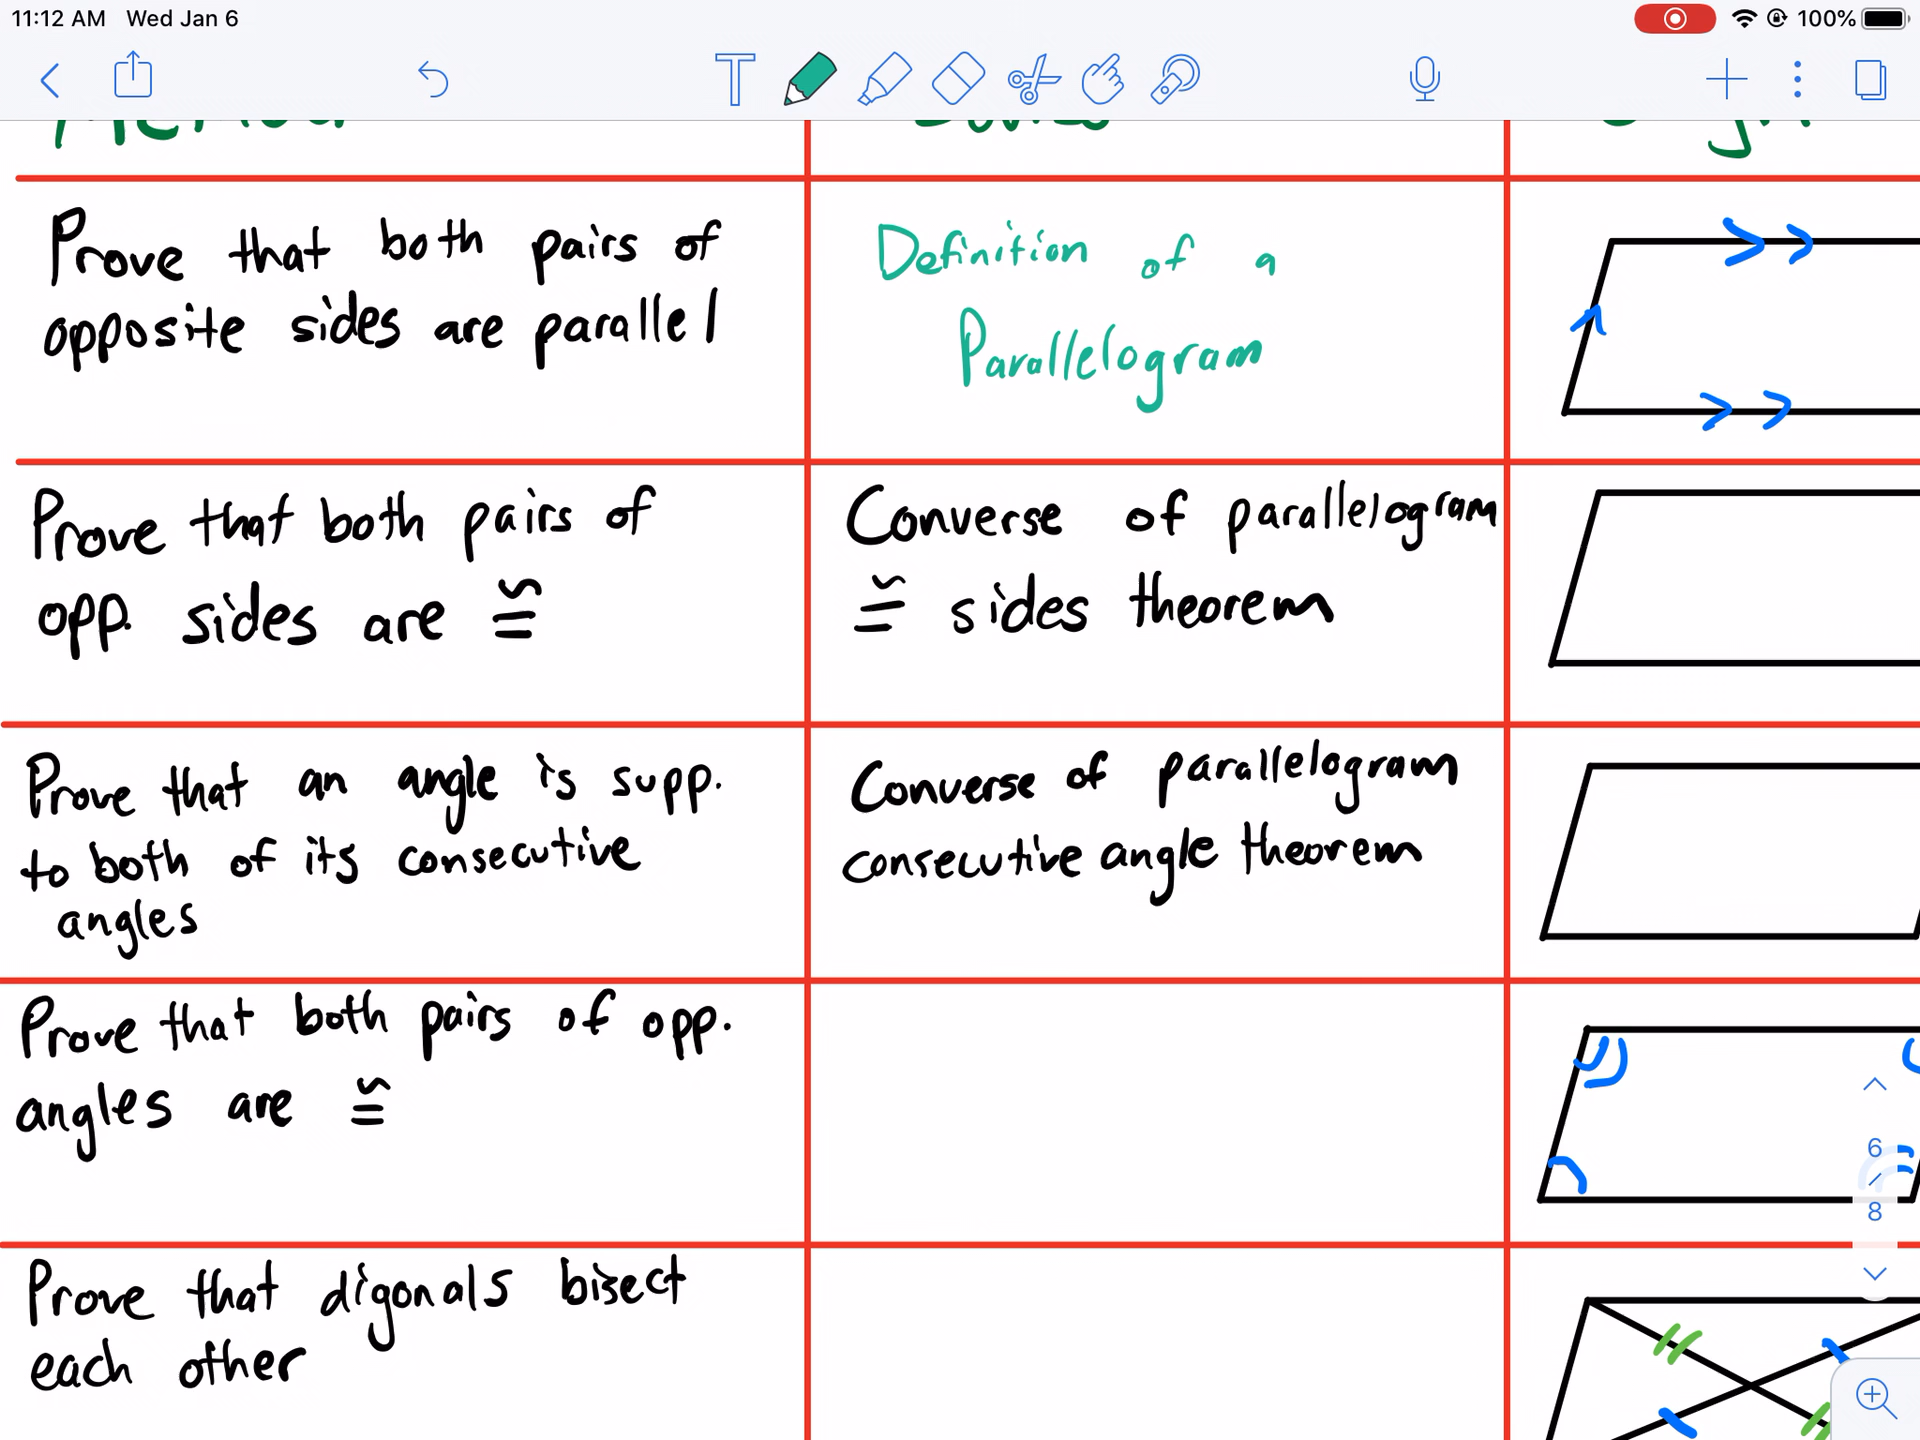 11:12 AM Wed Jan 6
100%
Prove that both pairs of
opposite sides are parallel
Definition of a
Parallelogram
Prove that both pairs of
opp. sides are ≅
Converse of parallelogram
≅ sides theorem
Prove that an angle is supp.
to both of its consecutive
angles
Converse of parallelogram
consecutive angle theorem
Prove that both pairs of opp.
angles are ≅
6
/
8
Prove that digonals bisect
each other